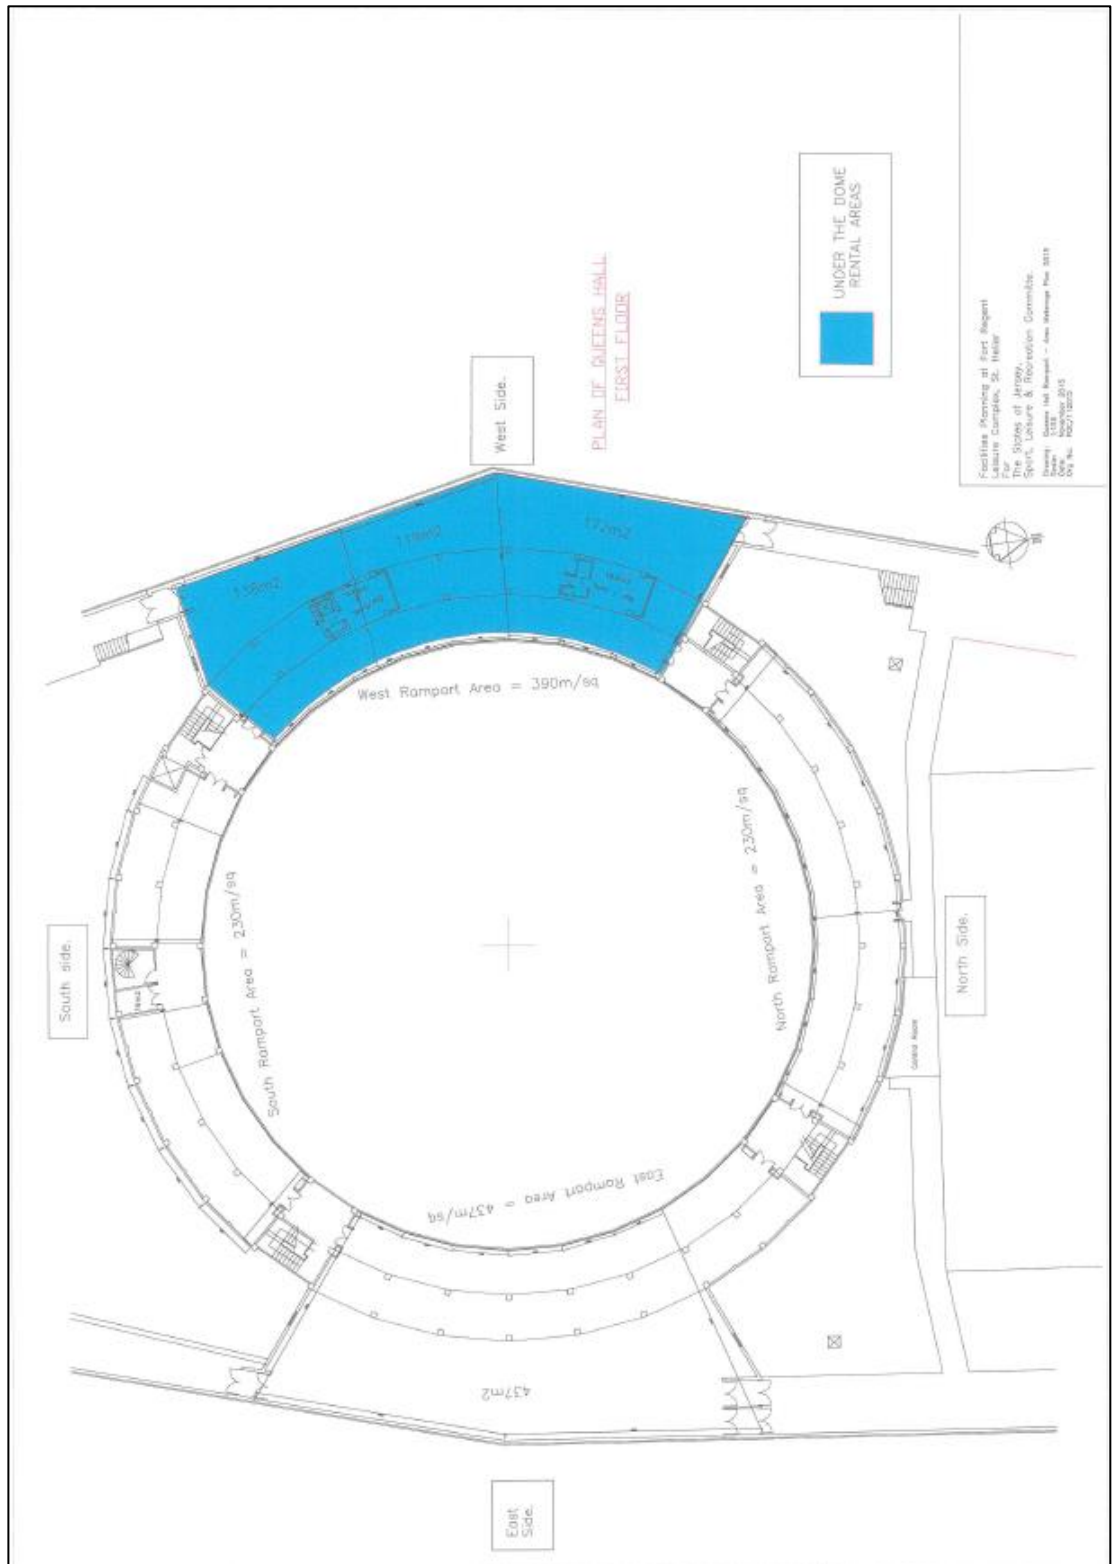 PLAN OF QUEENS HALL
FIRST FLOOR
UNDER THE DOME
RENTAL AREAS
West Side.
South side.
North Side.
East
Side.
172m2
West Rampart Area = 390m/sq
South Rampart Area = 230m/sq
North Rampart Area = 230m/sq
East Rampart Area = 437m/sq
437m2
Control Room
Facilities Planning at Fort Regent
Leisure Complex, St. Helier
For
The States of Jersey,
Sport, Leisure & Recreation Committee.